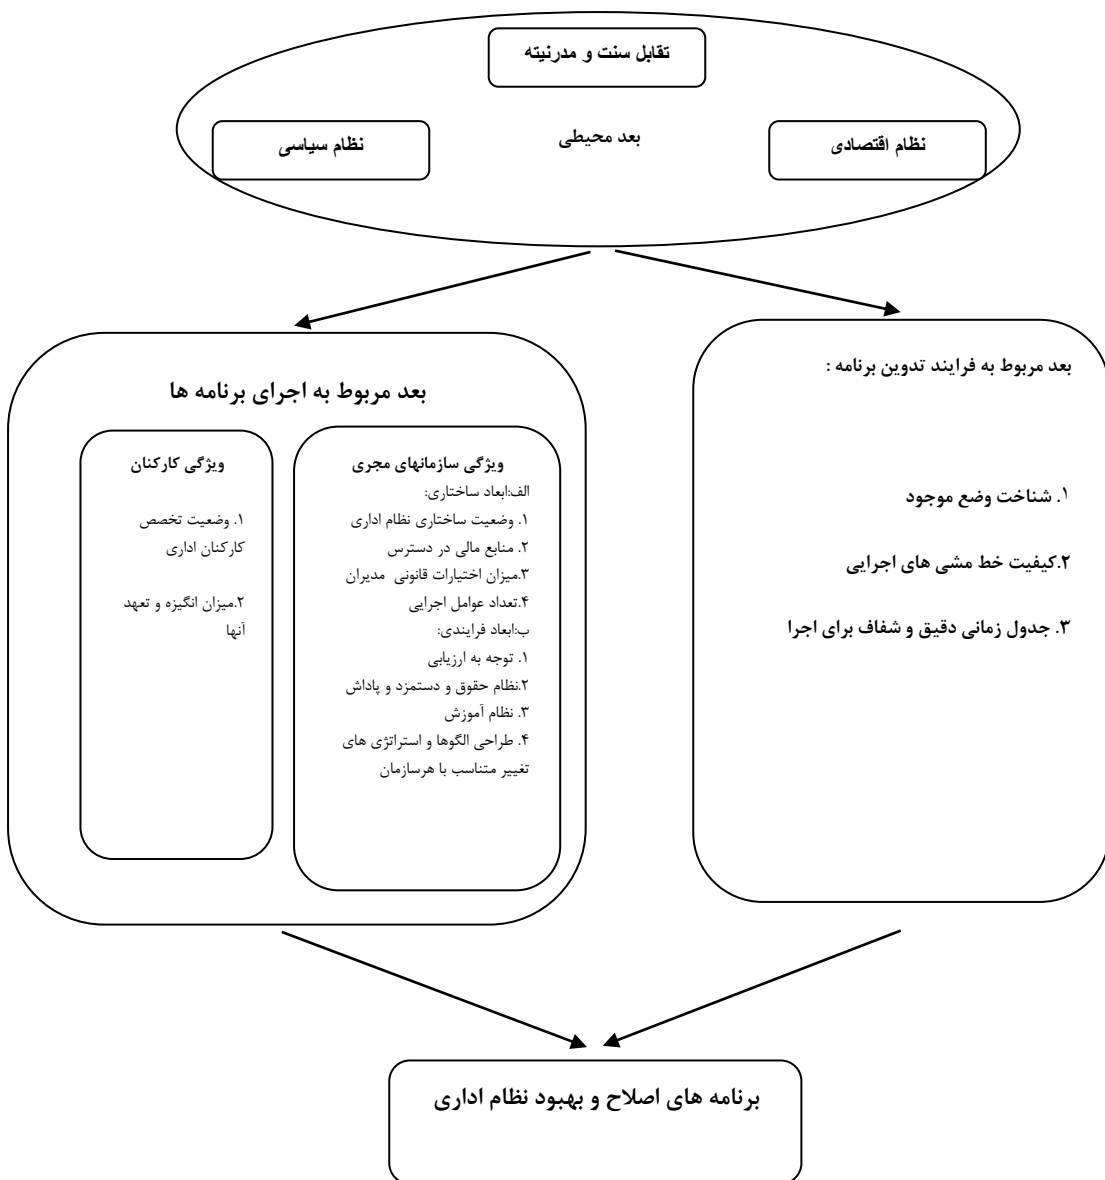 تقابل سنت و مدرنیته
بعد محیطی
نظام اقتصادی
نظام سیاسی
بعد مربوط به فرایند تدوین برنامه :
۱. شناخت وضع موجود
۲.کیفیت خط مشی های اجرایی
۳. جدول زمانی دقیق و شفاف برای اجرا
بعد مربوط به اجرای برنامه ها
ویژگی سازمانهای مجری
الف:ابعاد ساختاری:
۱. وضعیت ساختاری نظام اداری
۲. منابع مالی در دسترس
۳.میزان اختیارات قانونی مدیران
۴.تعداد عوامل اجرایی
ب:ابعاد فرایندی:
۱. توجه به ارزیابی
۲.نظام حقوق و دستمزد و پاداش
۳. نظام آموزش
۴. طراحی الگوها و استراتژی های
تغییر متناسب با هرسازمان
ویژگی کارکنان
۱. وضعیت تخصص
کارکنان اداری
۲.میزان انگیزه و تعهد
آنها
برنامه های اصلاح و بهبود نظام اداری